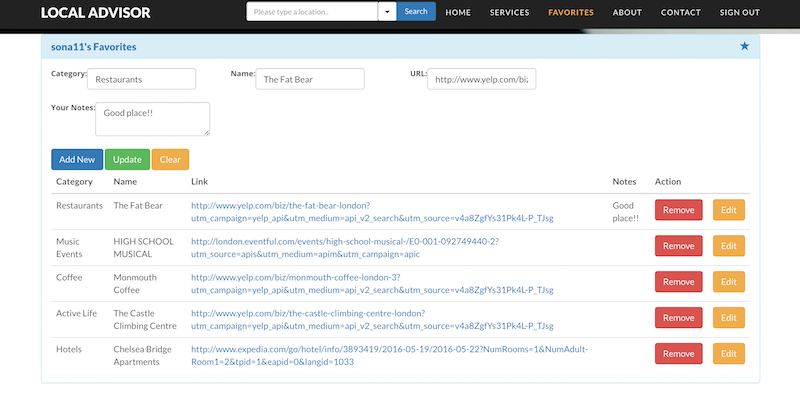 LOCAL ADVISOR
Please type a location.. Search HOME SERVICES FAVORITES ABOUT CONTACT SIGN OUT
sona11's Favorites
Category: Restaurants Name: The Fat Bear URL: http://www.yelp.com/biz
Your Notes: Good place!!
Add New Update Clear
Category Name Link Notes Action
Restaurants The Fat Bear http://www.yelp.com/biz/the-fat-bear-london?
utm_campaign=yelp_api&utm_medium=api_v2_search&utm_source=v4a8ZgfYs31Pk4L-P_TJsg
Good
place!!
Remove Edit
Music
Events
HIGH SCHOOL
MUSICAL
http://london.eventful.com/events/high-school-musical-/E0-001-092749440-2?
utm_source=apis&utm_medium=apim&utm_campaign=apic
Remove Edit
Coffee
Monmouth
Coffee
http://www.yelp.com/biz/monmouth-coffee-london-3?
utm_campaign=yelp_api&utm_medium=api_v2_search&utm_source=v4a8ZgfYs31Pk4L-P_TJsg
Remove Edit
Active Life
The Castle
Climbing Centre
http://www.yelp.com/biz/the-castle-climbing-centre-london?
utm_campaign=yelp_api&utm_medium=api_v2_search&utm_source=v4a8ZgfYs31Pk4L-P_TJsg
Remove Edit
Hotels
Chelsea Bridge
Apartments
http://www.expedia.com/go/hotel/info/3893419/2016-05-19/2016-05-22?NumRooms=1&NumAdult-
Room1=2&tpid=1&eapid=0&langid=1033
Remove Edit